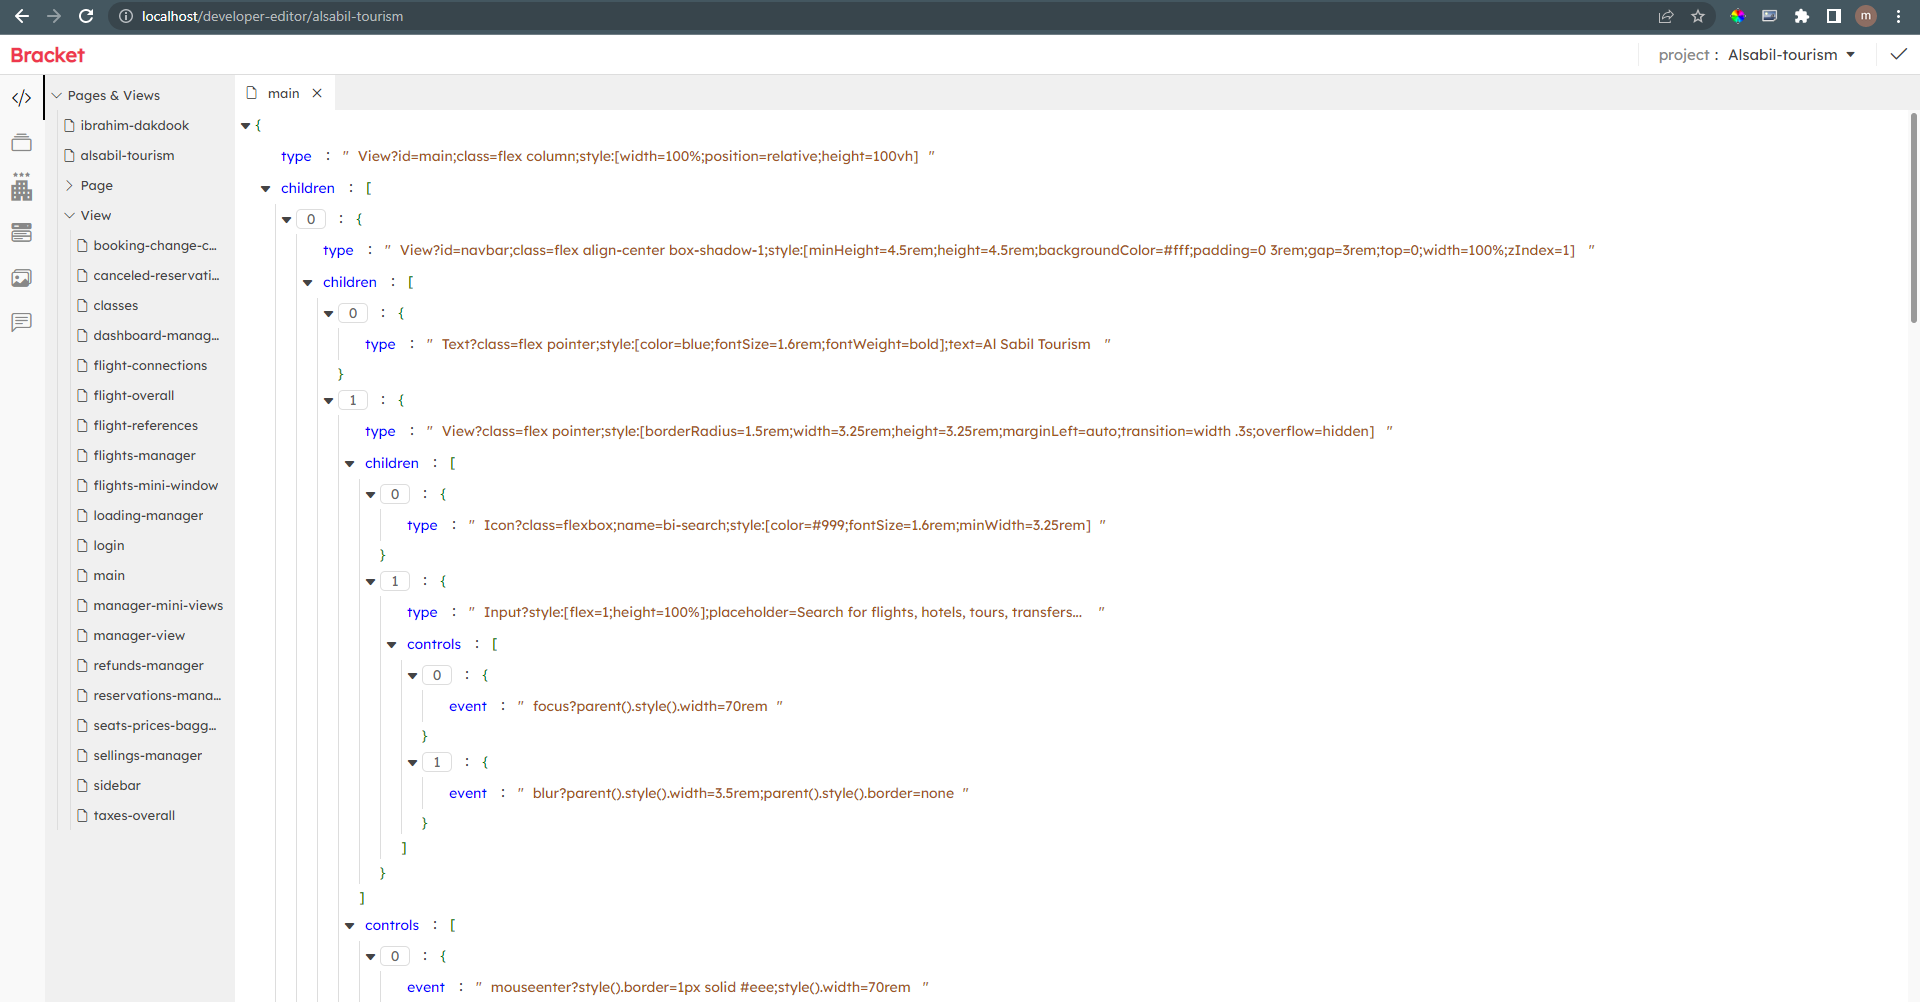 localhost/developer-editor/alsabil-tourism
m
Bracket
project : Alsabil-tourism
Pages & Views
ibrahim-dakdook
alsabil-tourism
Page
View
booking-change-c...
canceled-reservati...
classes
dashboard-manag...
flight-connections
flight-overall
flight-references
flights-manager
flights-mini-window
loading-manager
login
main
manager-mini-views
manager-view
refunds-manager
reservations-mana...
seats-prices-bagg...
sellings-manager
sidebar
taxes-overall
main
{
type : " View?id=main;class=flex column;style:[width=100%;position=relative;height=100vh] "
children : [
0 : {
type : " View?id=navbar;class=flex align-center box-shadow-1;style:[minHeight=4.5rem;height=4.5rem;backgroundColor=#fff;padding=0 3rem;gap=3rem;top=0;width=100%;zIndex=1] "
children : [
0 : {
type : " Text?class=flex pointer;style:[color=blue;fontSize=1.6rem;fontWeight=bold];text=Al Sabil Tourism "
}
1 : {
type : " View?class=flex pointer;style:[borderRadius=1.5rem;width=3.25rem;height=3.25rem;marginLeft=auto;transition=width .3s;overflow=hidden] "
children : [
0 : {
type : " Icon?class=flexbox;name=bi-search;style:[color=#999;fontSize=1.6rem;minWidth=3.25rem] "
}
1 : {
type : " Input?style:[flex=1;height=100%];placeholder=Search for flights, hotels, tours, transfers... "
controls : [
0 : {
event : " focus?parent().style().width=70rem "
}
1 : {
event : " blur?parent().style().width=3.5rem;parent().style().border=none "
}
]
}
]
controls : [
0 : {
event : " mouseenter?style().border=1px solid #eee;style().width=70rem "